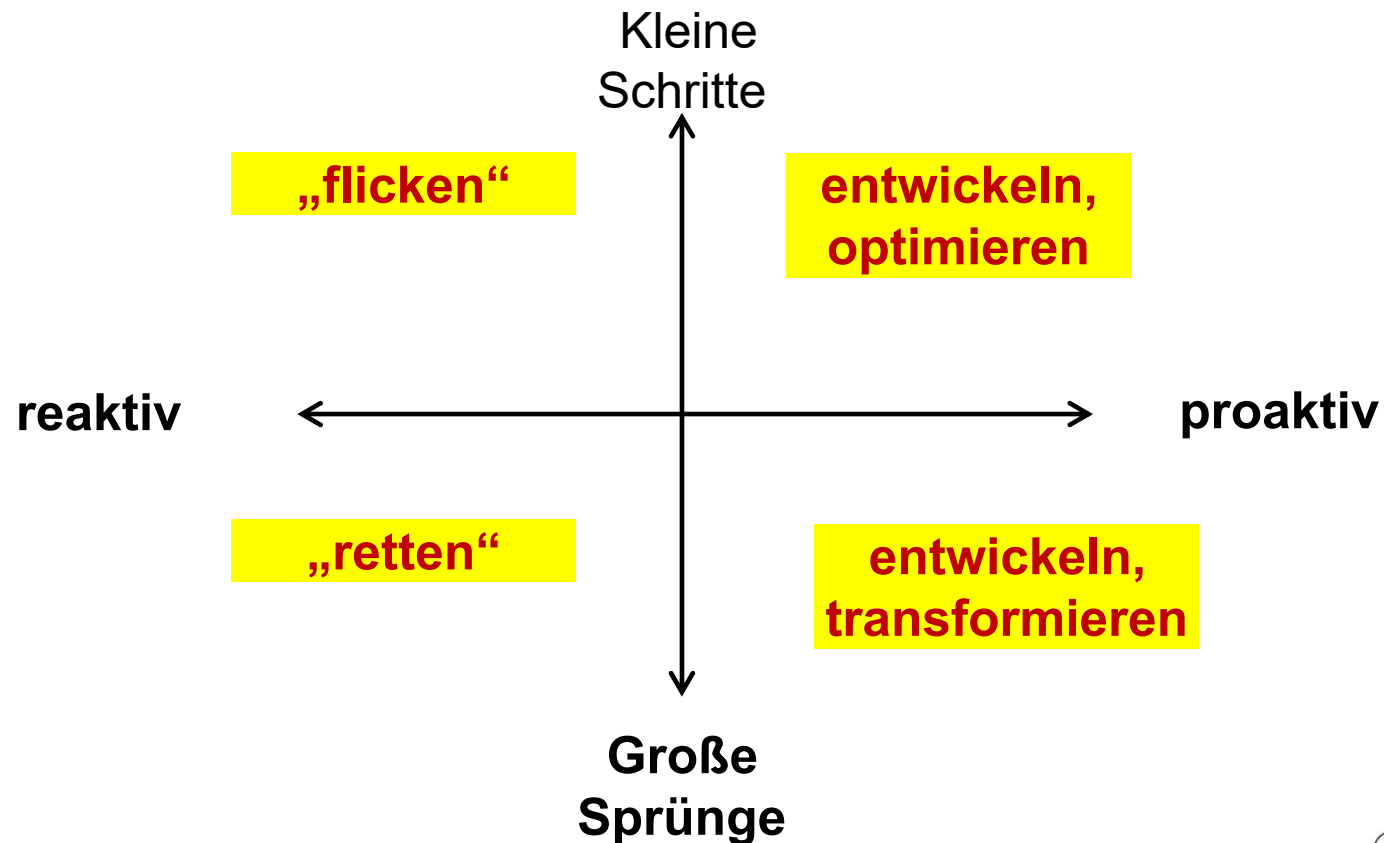 Kleine
Schritte
„flicken“
entwickeln,
optimieren
reaktiv
proaktiv
„retten“
entwickeln,
transformieren
Große
Sprünge